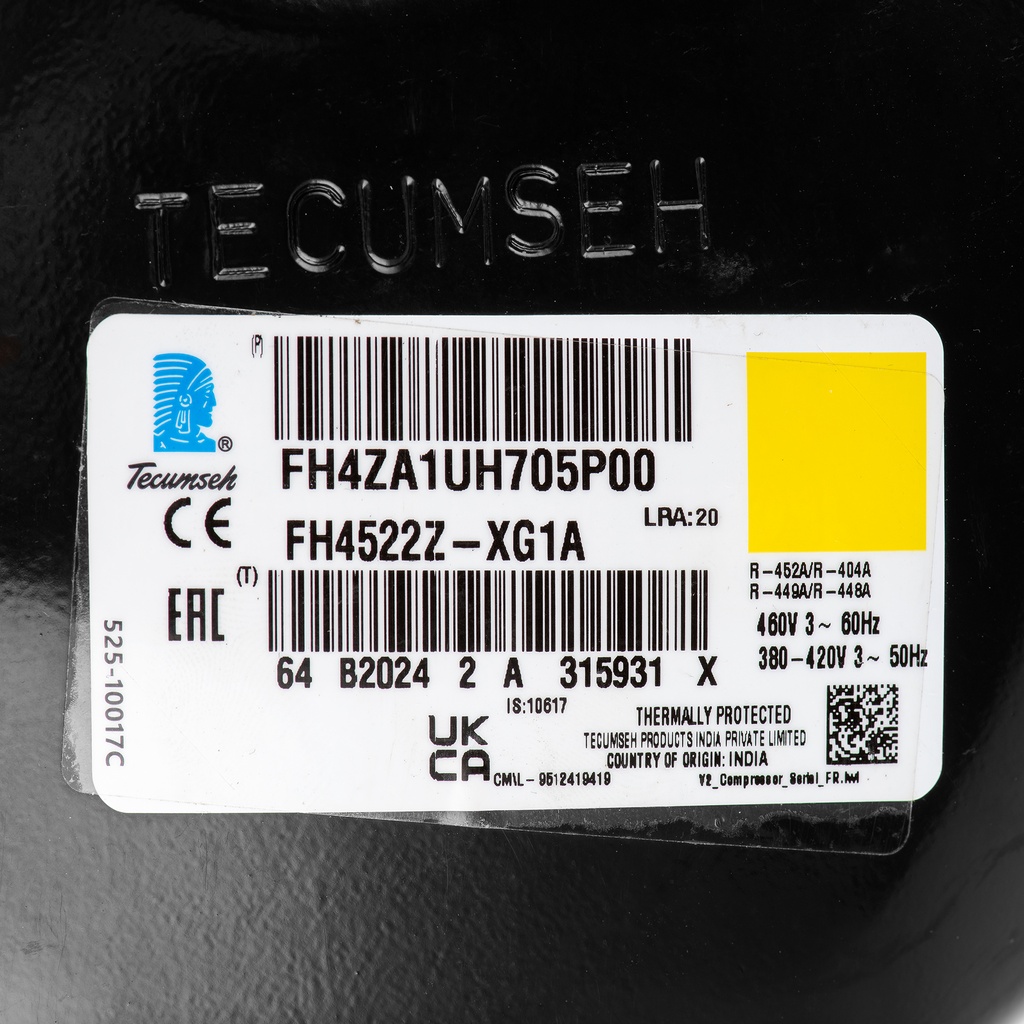 TECUMSEH
(P)
®
Tecumseh
FH4ZA1UH705P00
LRA: 20
FH4522Z-XG1A
CE
(T)
EAC
R-452A/R-404A
R-449A/R-448A
460V 3~ 60Hz
380-420V 3~ 50Hz
64 B2024 2 A 315931 X
525-10017C
IS:10617
UK
CA
CM/L - 9512419419
THERMALLY PROTECTED
TECUMSEH PRODUCTS INDIA PRIVATE LIMITED
COUNTRY OF ORIGIN: INDIA
V2_Compressor_Serial_FR.lwl